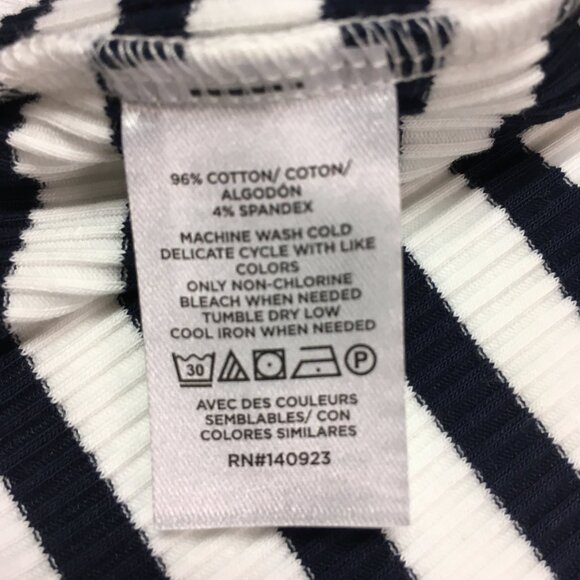 96% COTTON/ COTON/
ALGODÓN
4% SPANDEX
MACHINE WASH COLD
DELICATE CYCLE WITH LIKE
COLORS
ONLY NON-CHLORINE
BLEACH WHEN NEEDED
TUMBLE DRY LOW
COOL IRON WHEN NEEDED
30 P
AVEC DES COULEURS
SEMBLABLES/ CON
COLORES SIMILARES
RN#140923